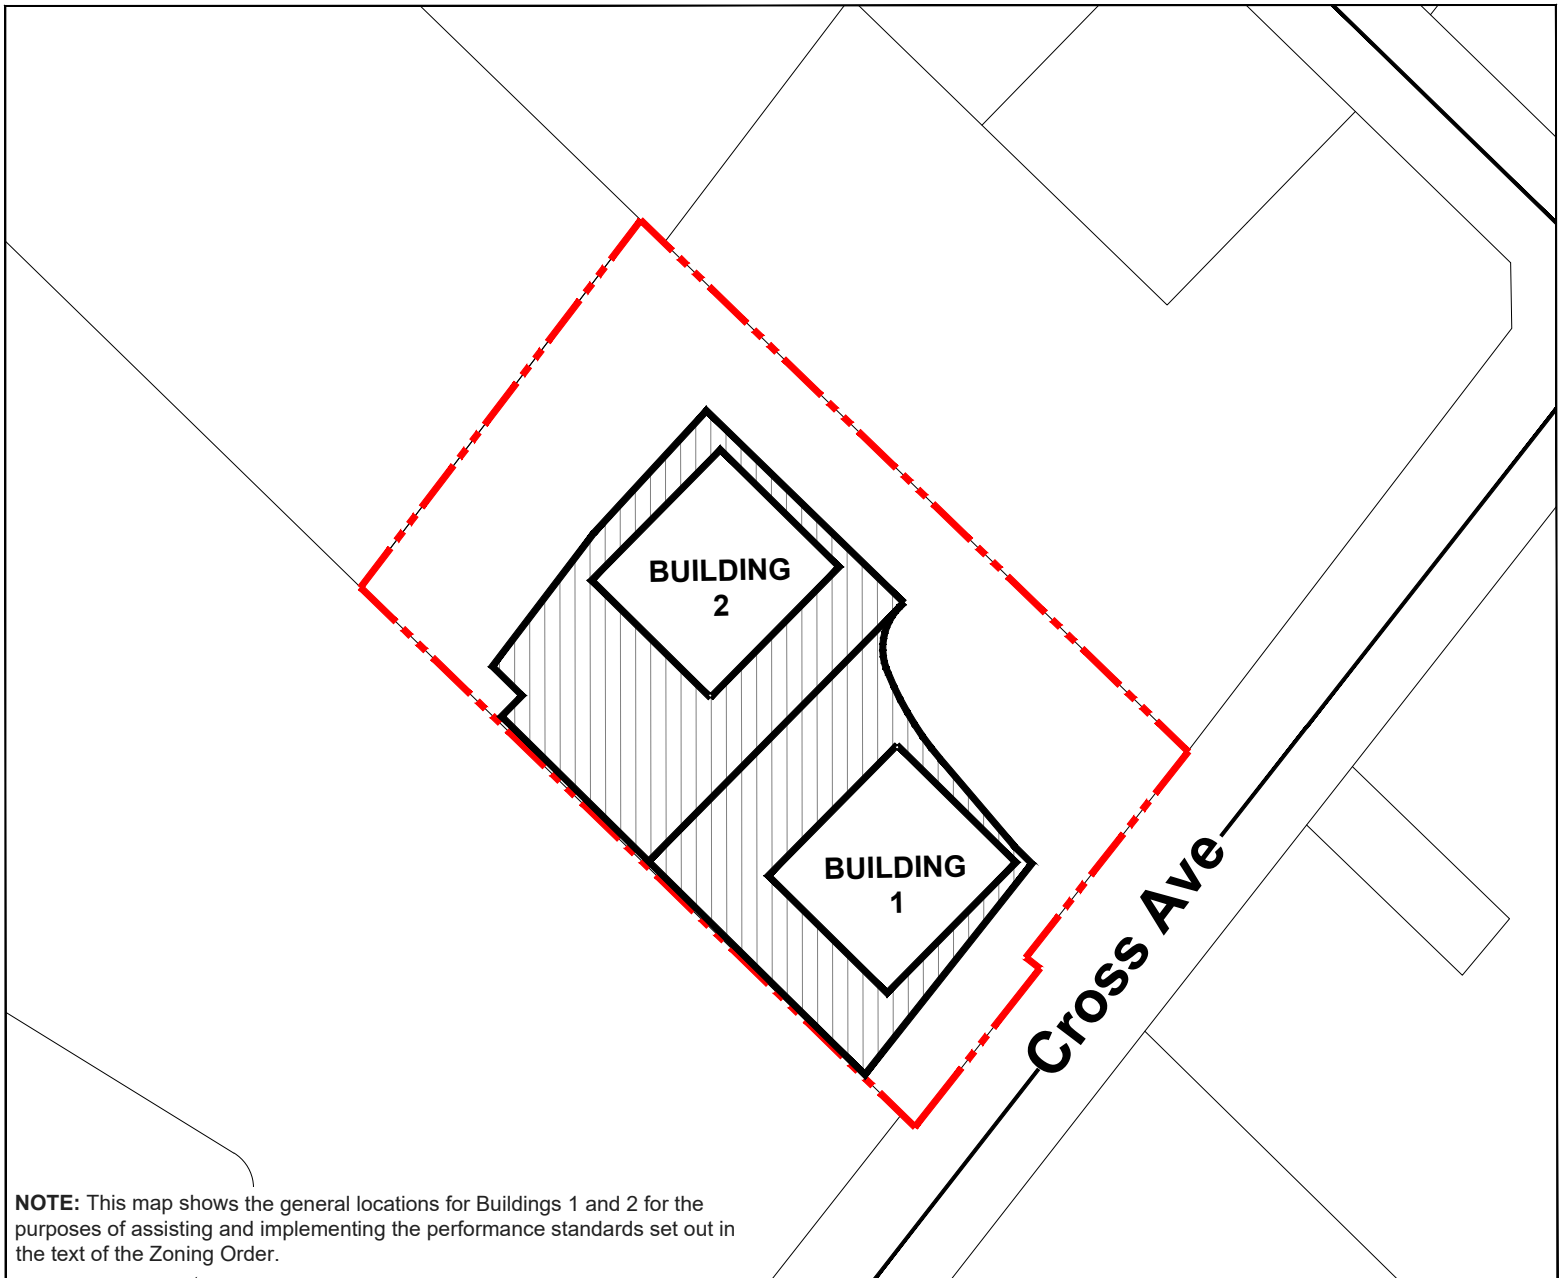 BUILDING
2
BUILDING
1
Cross Ave
NOTE: This map shows the general locations for Buildings 1 and 2 for the
purposes of assisting and implementing the performance standards set out in
the text of the Zoning Order.